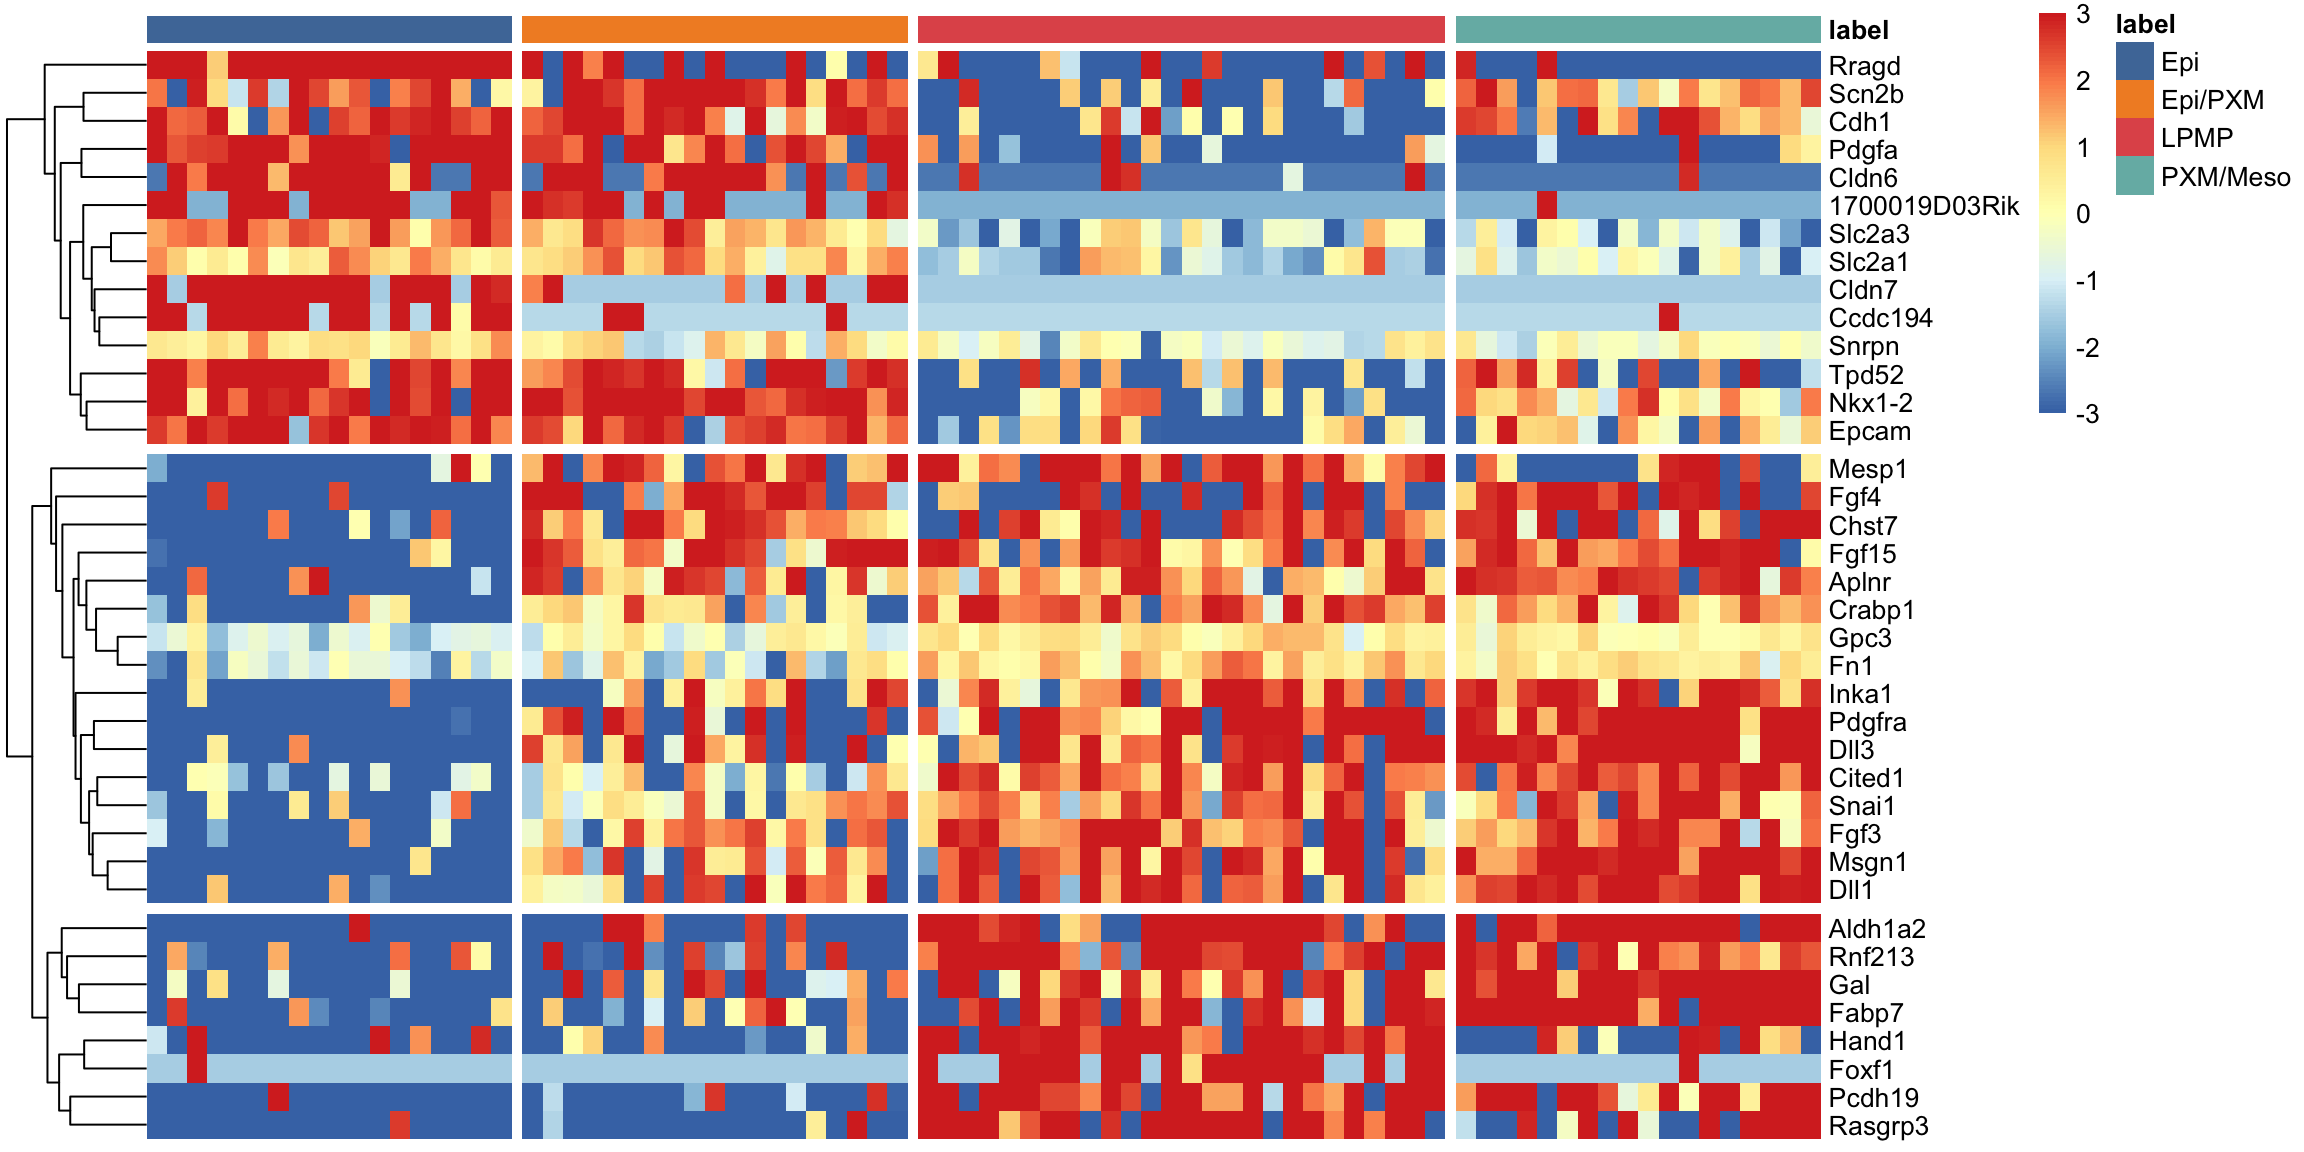 label
Rragd
Scn2b
Cdh1
Pdgfa
Cldn6
1700019D03Rik
Slc2a3
Slc2a1
Cldn7
Ccdc194
Snrpn
Tpd52
Nkx1-2
Epcam
Mesp1
Fgf4
Chst7
Fgf15
Aplnr
Crabp1
Gpc3
Fn1
Inka1
Pdgfra
Dll3
Cited1
Snai1
Fgf3
Msgn1
Dll1
Aldh1a2
Rnf213
Gal
Fabp7
Hand1
Foxf1
Pcdh19
Rasgrp3
3
2
1
0
-1
-2
-3
label
Epi
Epi/PXM
LPMP
PXM/Meso